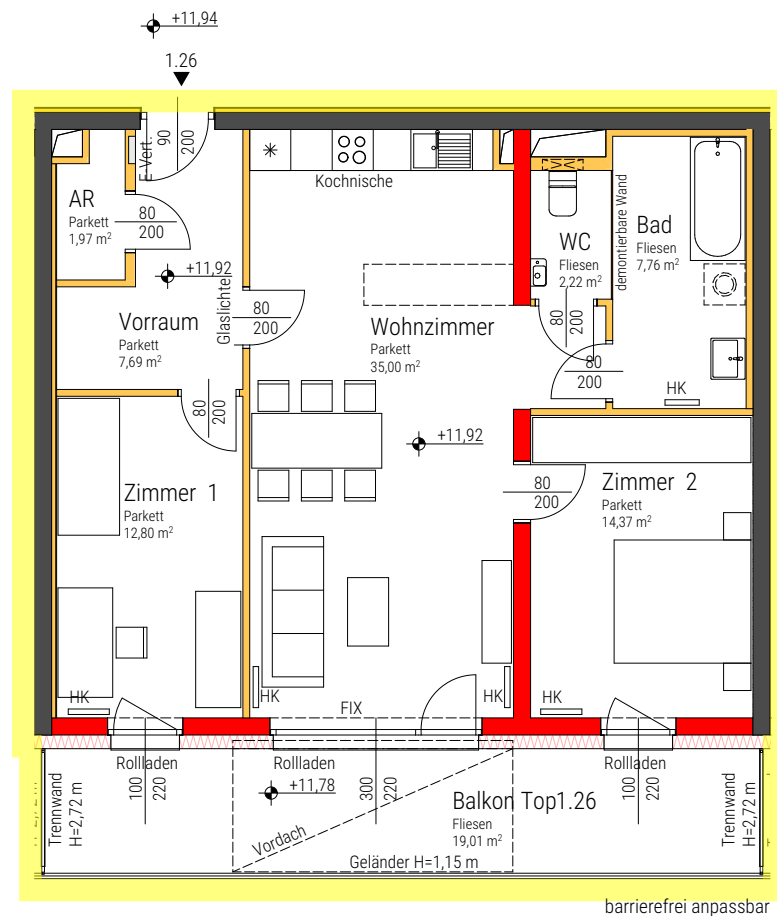 +11,94
1.26
E-Vert.
90
200
Kochnische
AR
Parkett
1,97 m²
80
200
+11,92
Vorraum
Parkett
7,69 m²
Glaslichte
80
200
80
200
Wohnzimmer
Parkett
35,00 m²
+11,92
WC
Fliesen
2,22 m²
80
200
demontierbare Wand
Bad
Fliesen
7,76 m²
80
200
HK
Zimmer 1
Parkett
12,80 m²
80
200
Zimmer 2
Parkett
14,37 m²
HK
HK
FIX
HK
HK
Rollladen
Rollladen
Rollladen
Trennwand
H=2,72 m
100
220
+11,78
300
220
Balkon Top1.26
Fliesen
19,01 m²
100
220
Trennwand
H=2,72 m
Vordach
Geländer H=1,15 m
barrierefrei anpassbar